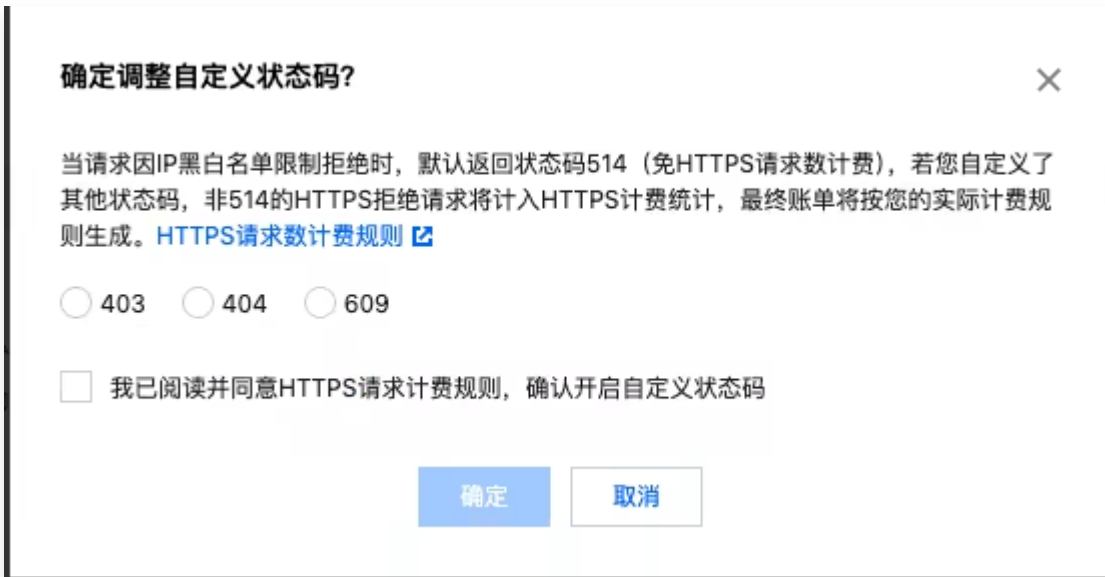 确定调整自定义状态码?
当请求因IP黑白名单限制拒绝时，默认返回状态码514（免HTTPS请求数计费），若您自定义了
其他状态码，非514的HTTPS拒绝请求将计入HTTPS计费统计，最终账单将按您的实际计费规
则生成。HTTPS请求数计费规则
403 404 609
我已阅读并同意HTTPS请求计费规则，确认开启自定义状态码
确定 取消